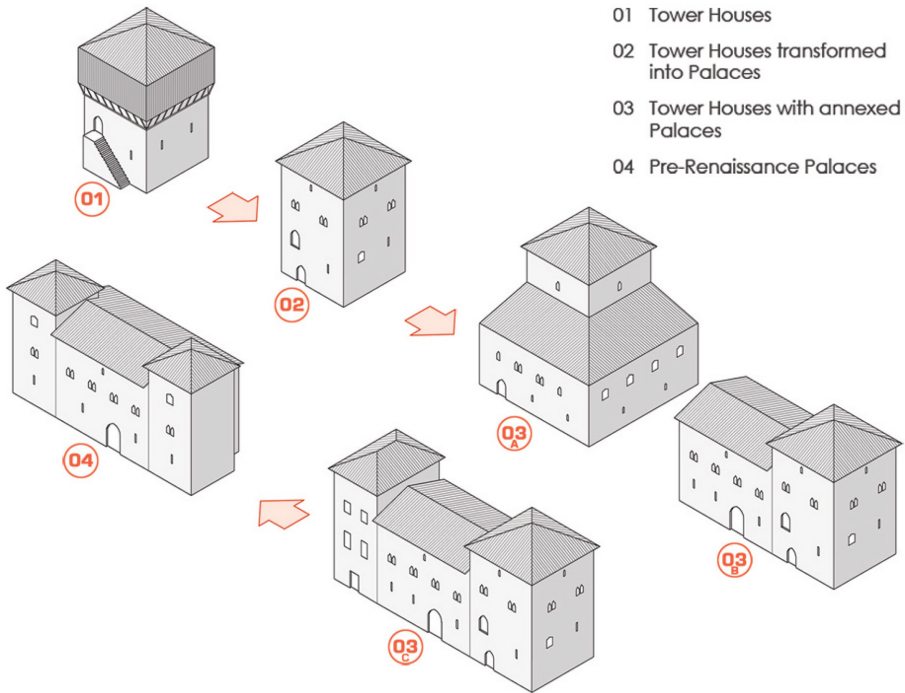 01 Tower Houses
02 Tower Houses transformed
into Palaces
03 Tower Houses with annexed
Palaces
04 Pre-Renaissance Palaces
01
02
03
A
03
B
03
C
04